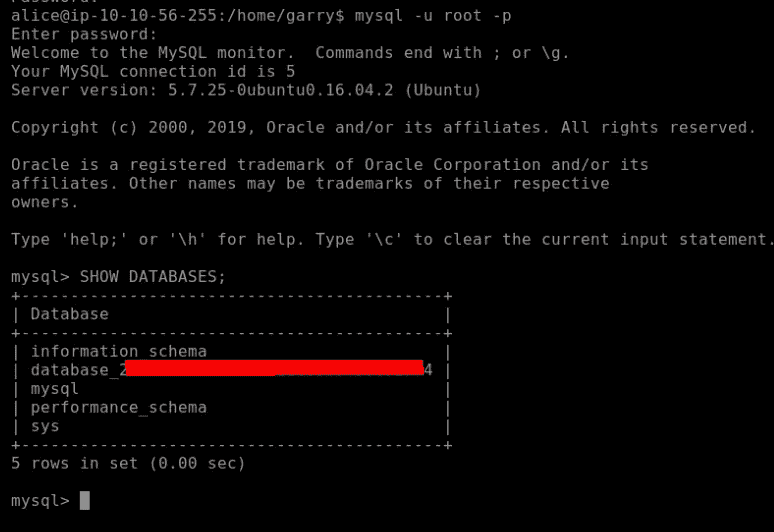 alice@ip-10-10-56-255:/home/garry$ mysql -u root -p
Enter password:
Welcome to the MySQL monitor.  Commands end with ; or \g.
Your MySQL connection id is 5
Server version: 5.7.25-0ubuntu0.16.04.2 (Ubuntu)
Copyright (c) 2000, 2019, Oracle and/or its affiliates. All rights reserved.
Oracle is a registered trademark of Oracle Corporation and/or its
affiliates. Other names may be trademarks of their respective
owners.
Type 'help;' or '\h' for help. Type '\c' to clear the current input statement.
mysql> SHOW DATABASES;
+-------------------------------------------+
| Database                                  |
+-------------------------------------------+
| information_schema                        |
| database_2 4 |
| mysql                                     |
| performance_schema                        |
| sys                                       |
+-------------------------------------------+
5 rows in set (0.00 sec)
mysql>